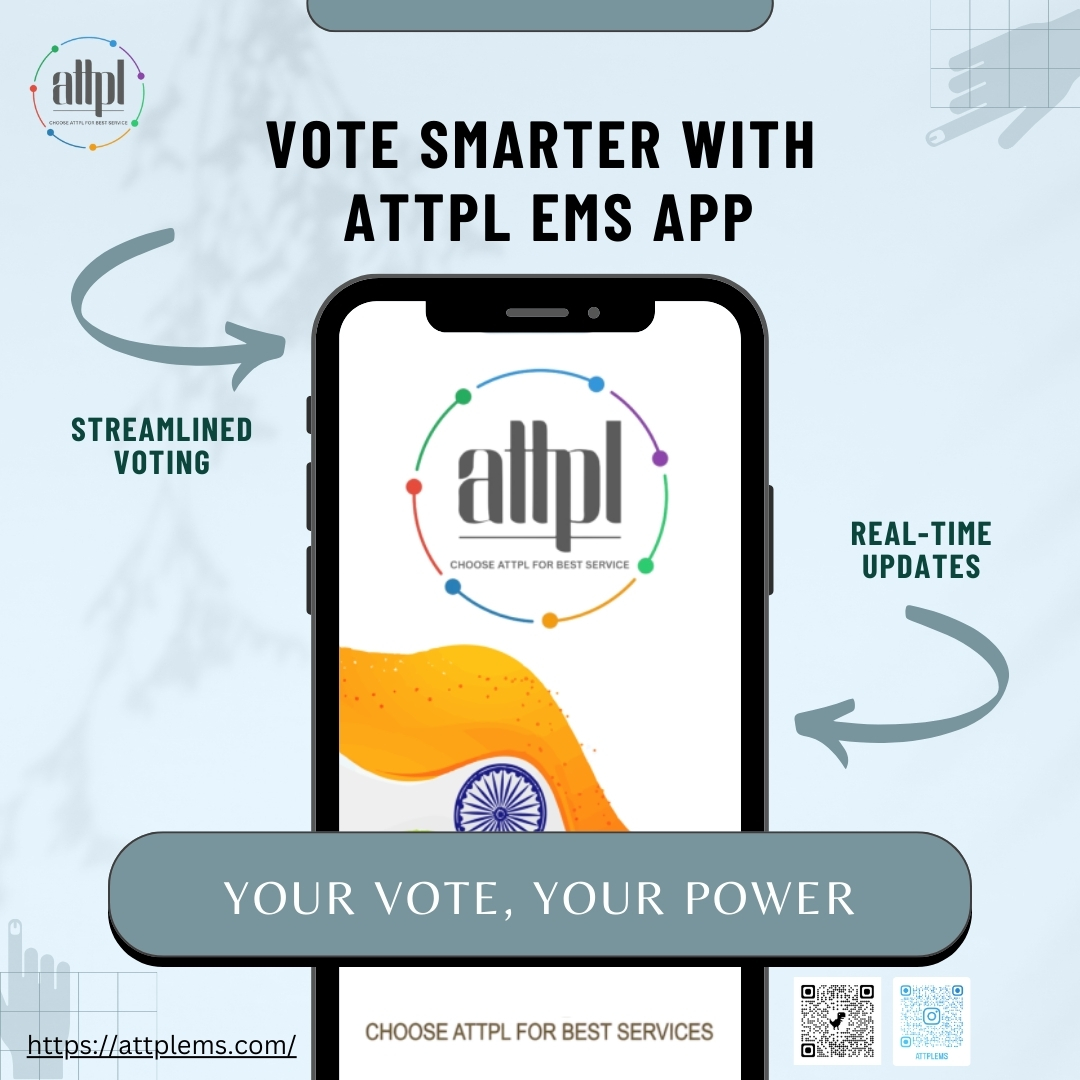 attpl
CHOOSE ATTPL FOR BEST SERVICE
VOTE SMARTER WITH
ATTPL EMS APP
STREAMLINED
VOTING
attpl
CHOOSE ATTPL FOR BEST SERVICE
REAL-TIME
UPDATES
YOUR VOTE, YOUR POWER
CHOOSE ATTPL FOR BEST SERVICES
https://attplems.com/
ATTPLEMS